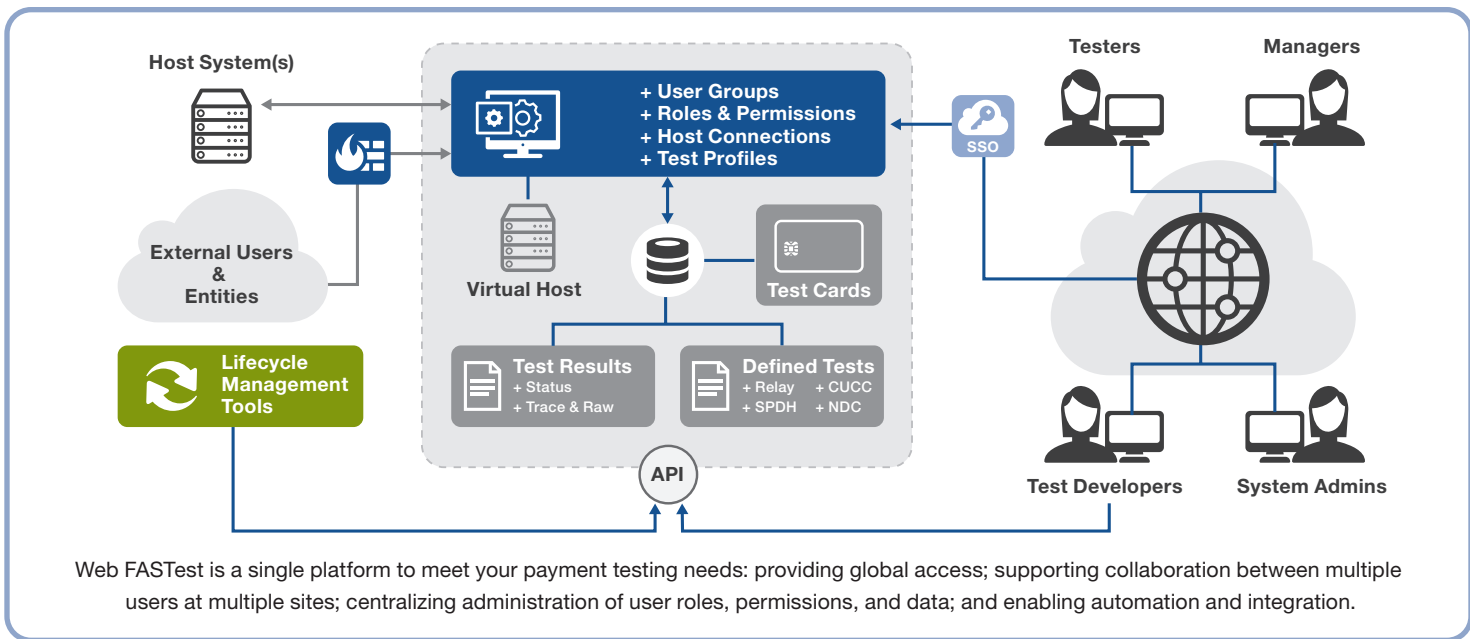 Host System(s)
External Users
&
Entities
Lifecycle
Management
Tools
+ User Groups
+ Roles & Permissions
+ Host Connections
+ Test Profiles
Virtual Host
Test Cards
Test Results
+ Status
+ Trace & Raw
Defined Tests
+ Relay + CUCC
+ SPDH + NDC
API
SSO
Testers
Managers
Test Developers
System Admins
Web FASTest is a single platform to meet your payment testing needs: providing global access; supporting collaboration between multiple
users at multiple sites; centralizing administration of user roles, permissions, and data; and enabling automation and integration.